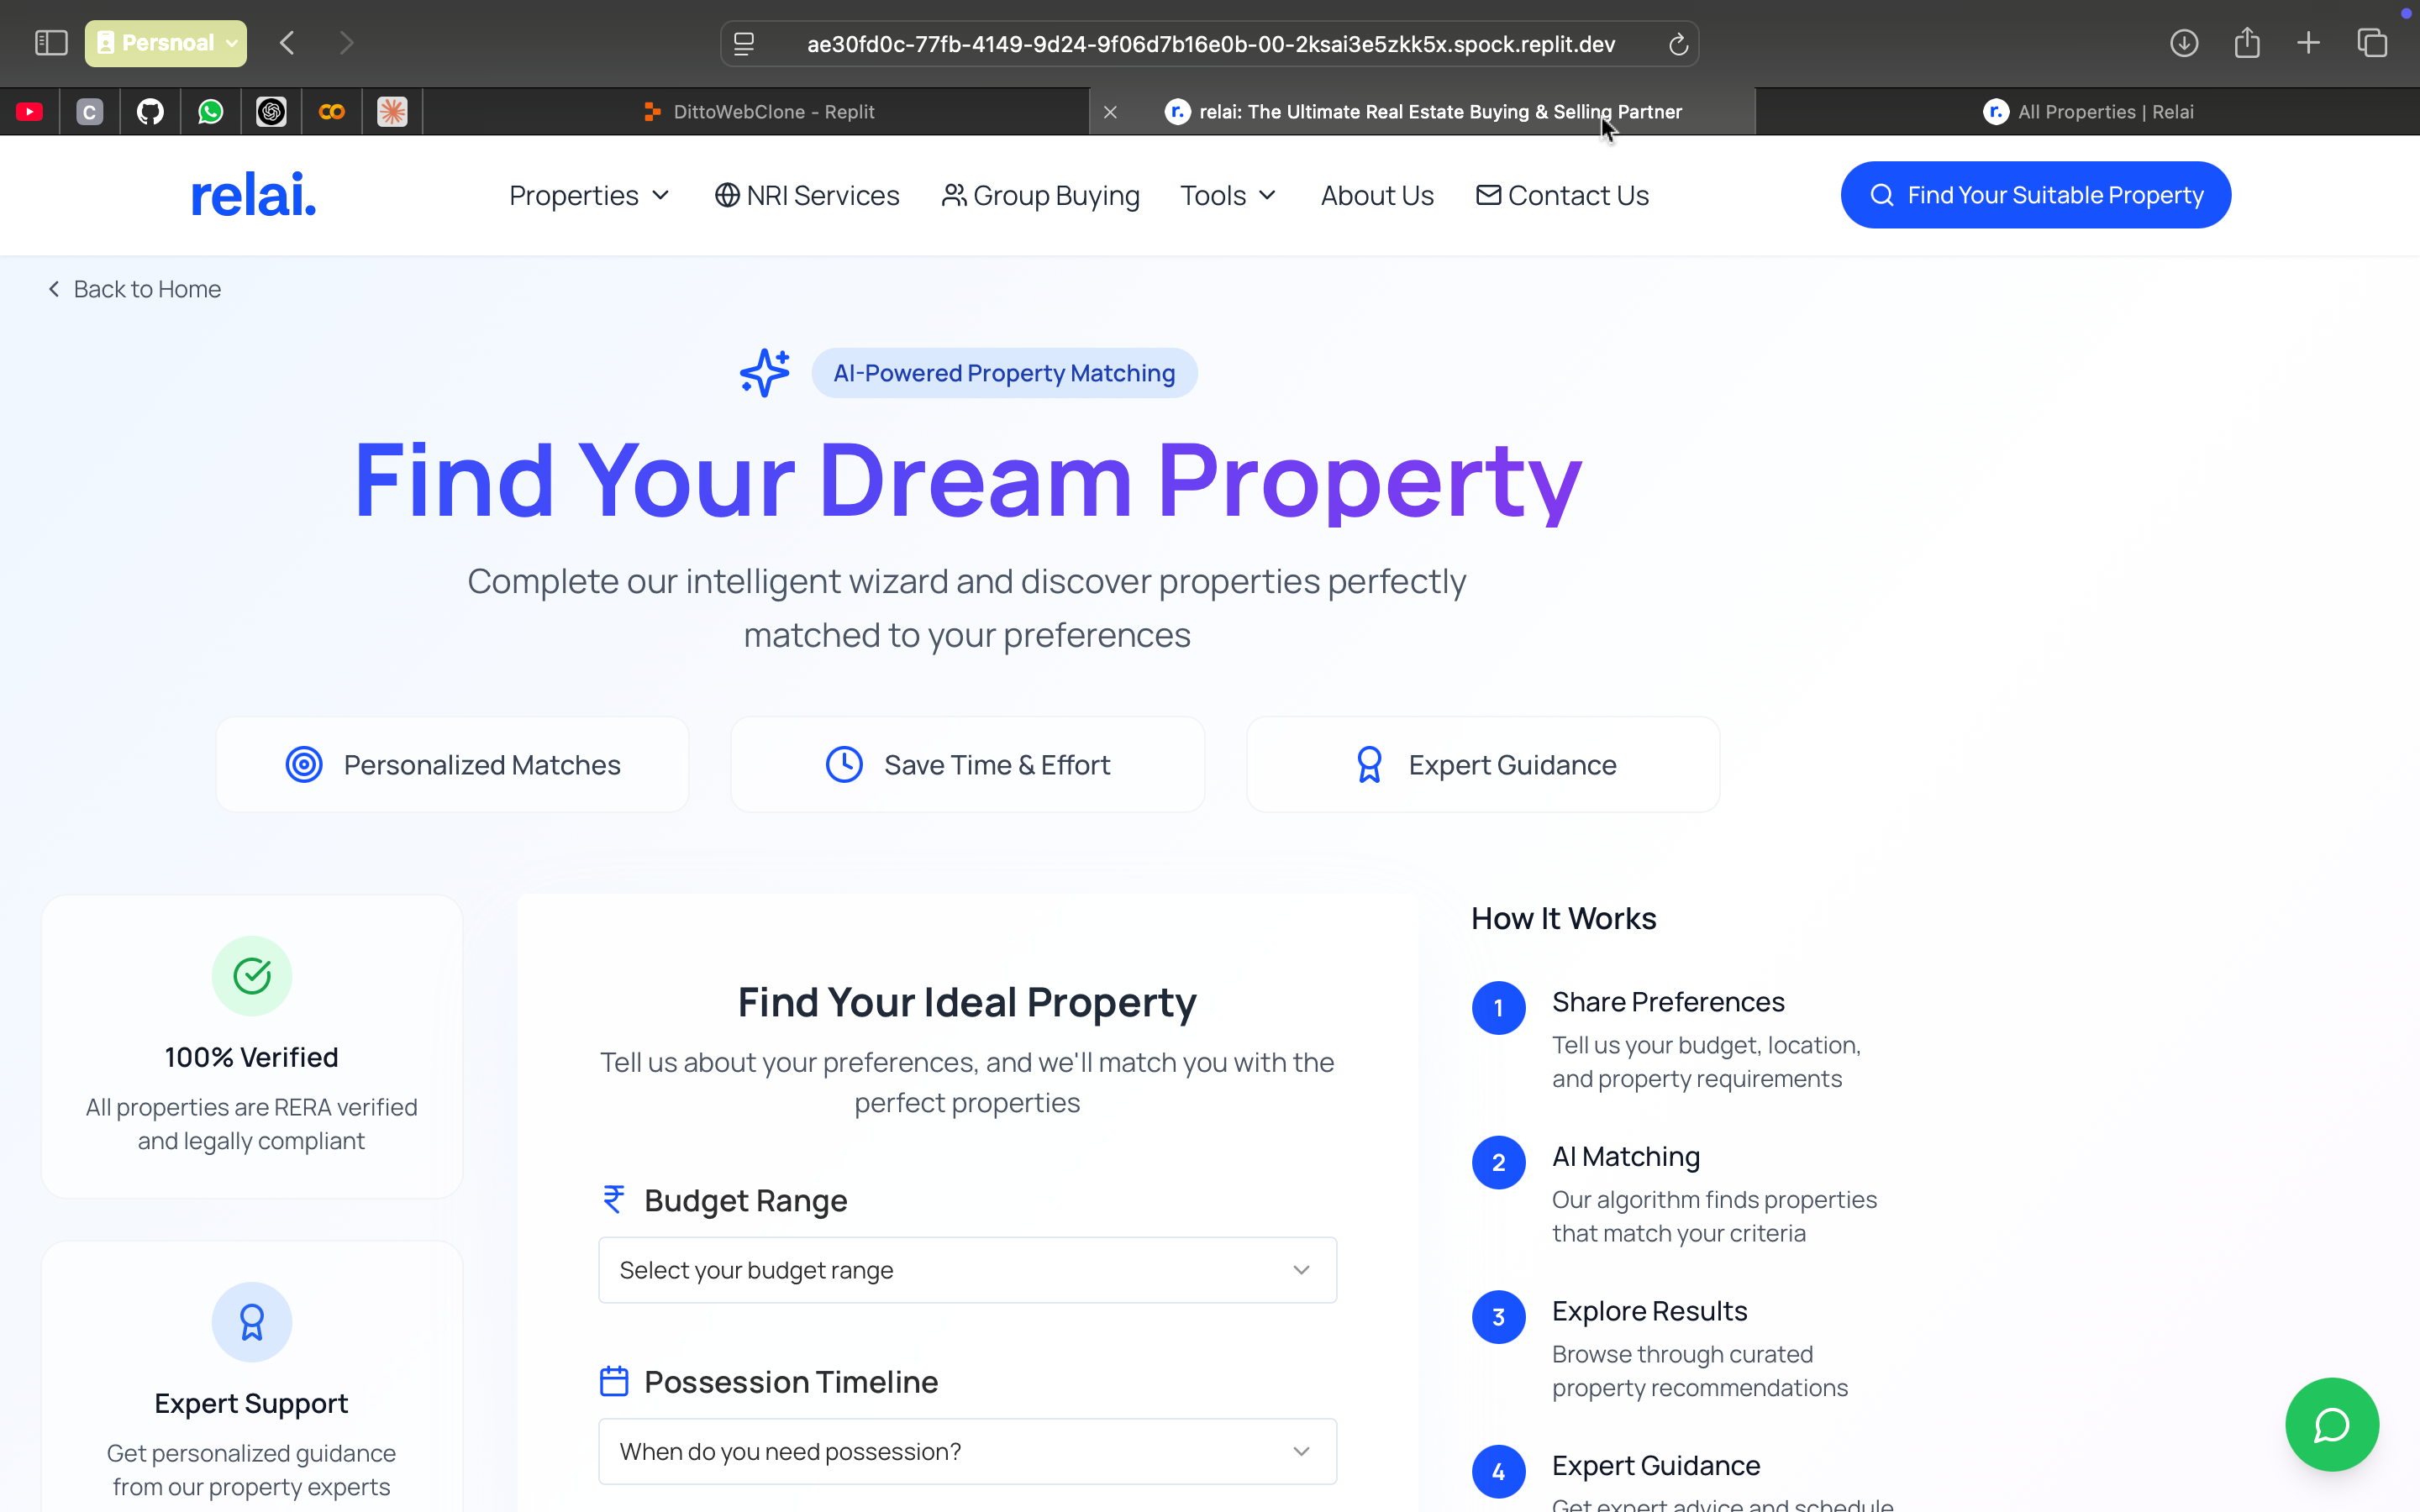 Persnoal
ae30fd0c-77fb-4149-9d24-9f06d7b16e0b-00-2ksai3e5zkk5x.spock.replit.dev
C
DittoWebClone - Replit
r. relai: The Ultimate Real Estate Buying & Selling Partner
r. All Properties | Relai
relai.
Properties
NRI Services
Group Buying
Tools
About Us
Contact Us
Find Your Suitable Property
Back to Home
AI-Powered Property Matching
Find Your Dream Property
Complete our intelligent wizard and discover properties perfectly
matched to your preferences
Personalized Matches
Save Time & Effort
Expert Guidance
100% Verified
All properties are RERA verified
and legally compliant
Expert Support
Get personalized guidance
from our property experts
Find Your Ideal Property
Tell us about your preferences, and we'll match you with the
perfect properties
₹ Budget Range
Select your budget range
Possession Timeline
When do you need possession?
How It Works
1 Share Preferences
Tell us your budget, location,
and property requirements
2 AI Matching
Our algorithm finds properties
that match your criteria
3 Explore Results
Browse through curated
property recommendations
4 Expert Guidance
Get expert advice and schedule